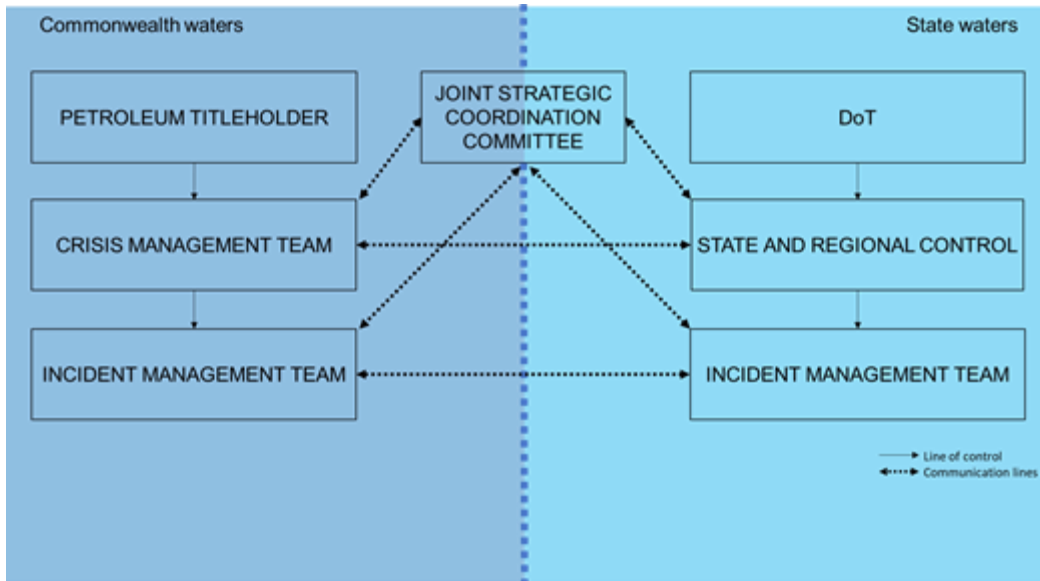 Commonwealth waters
State waters
PETROLEUM TITLEHOLDER
JOINT STRATEGIC
COORDINATION
COMMITTEE
DoT
CRISIS MANAGEMENT TEAM
STATE AND REGIONAL CONTROL
INCIDENT MANAGEMENT TEAM
INCIDENT MANAGEMENT TEAM
Line of control
Communication lines